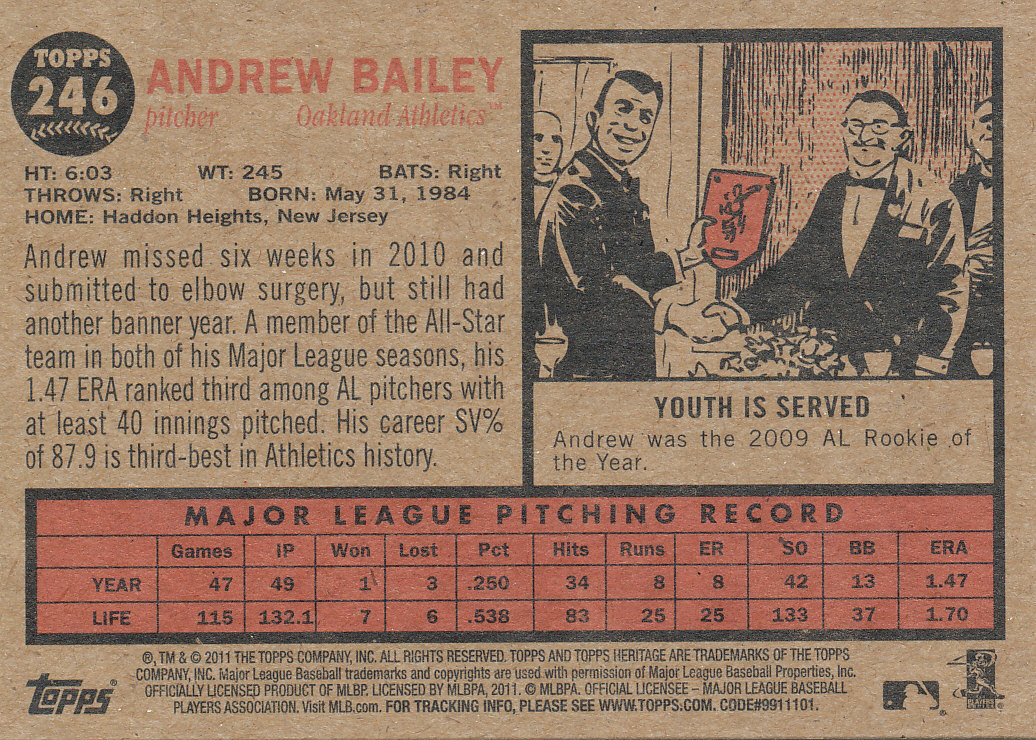 TOPPS
246
ANDREW BAILEY
pitcher Oakland Athletics™
HT: 6:03 WT: 245 BATS: Right
THROWS: Right BORN: May 31, 1984
HOME: Haddon Heights, New Jersey
Andrew missed six weeks in 2010 and
submitted to elbow surgery, but still had
another banner year. A member of the All-Star
team in both of his Major League seasons, his
1.47 ERA ranked third among AL pitchers with
at least 40 innings pitched. His career SV%
of 87.9 is third-best in Athletics history.
YOUTH IS SERVED
Andrew was the 2009 AL Rookie of
the Year.
MAJOR LEAGUE PITCHING RECORD
Games IP Won Lost Pct Hits Runs ER SO BB ERA
YEAR 47 49 1 3 .250 34 8 8 42 13 1.47
LIFE 115 132.1 7 6 .538 83 25 25 133 37 1.70
®, TM & © 2011 THE TOPPS COMPANY, INC. ALL RIGHTS RESERVED. TOPPS AND TOPPS HERITAGE ARE TRADEMARKS OF THE TOPPS
COMPANY, INC. Major League Baseball trademarks and copyrights are used with permission of Major League Baseball Properties, Inc.
OFFICIALLY LICENSED PRODUCT OF MLBP. LICENSED BY MLBPA, 2011. © MLBPA. OFFICIAL LICENSEE – MAJOR LEAGUE BASEBALL
PLAYERS ASSOCIATION. Visit MLB.com. FOR TRACKING INFO, PLEASE SEE WWW.TOPPS.COM. CODE#9911101.
topps®